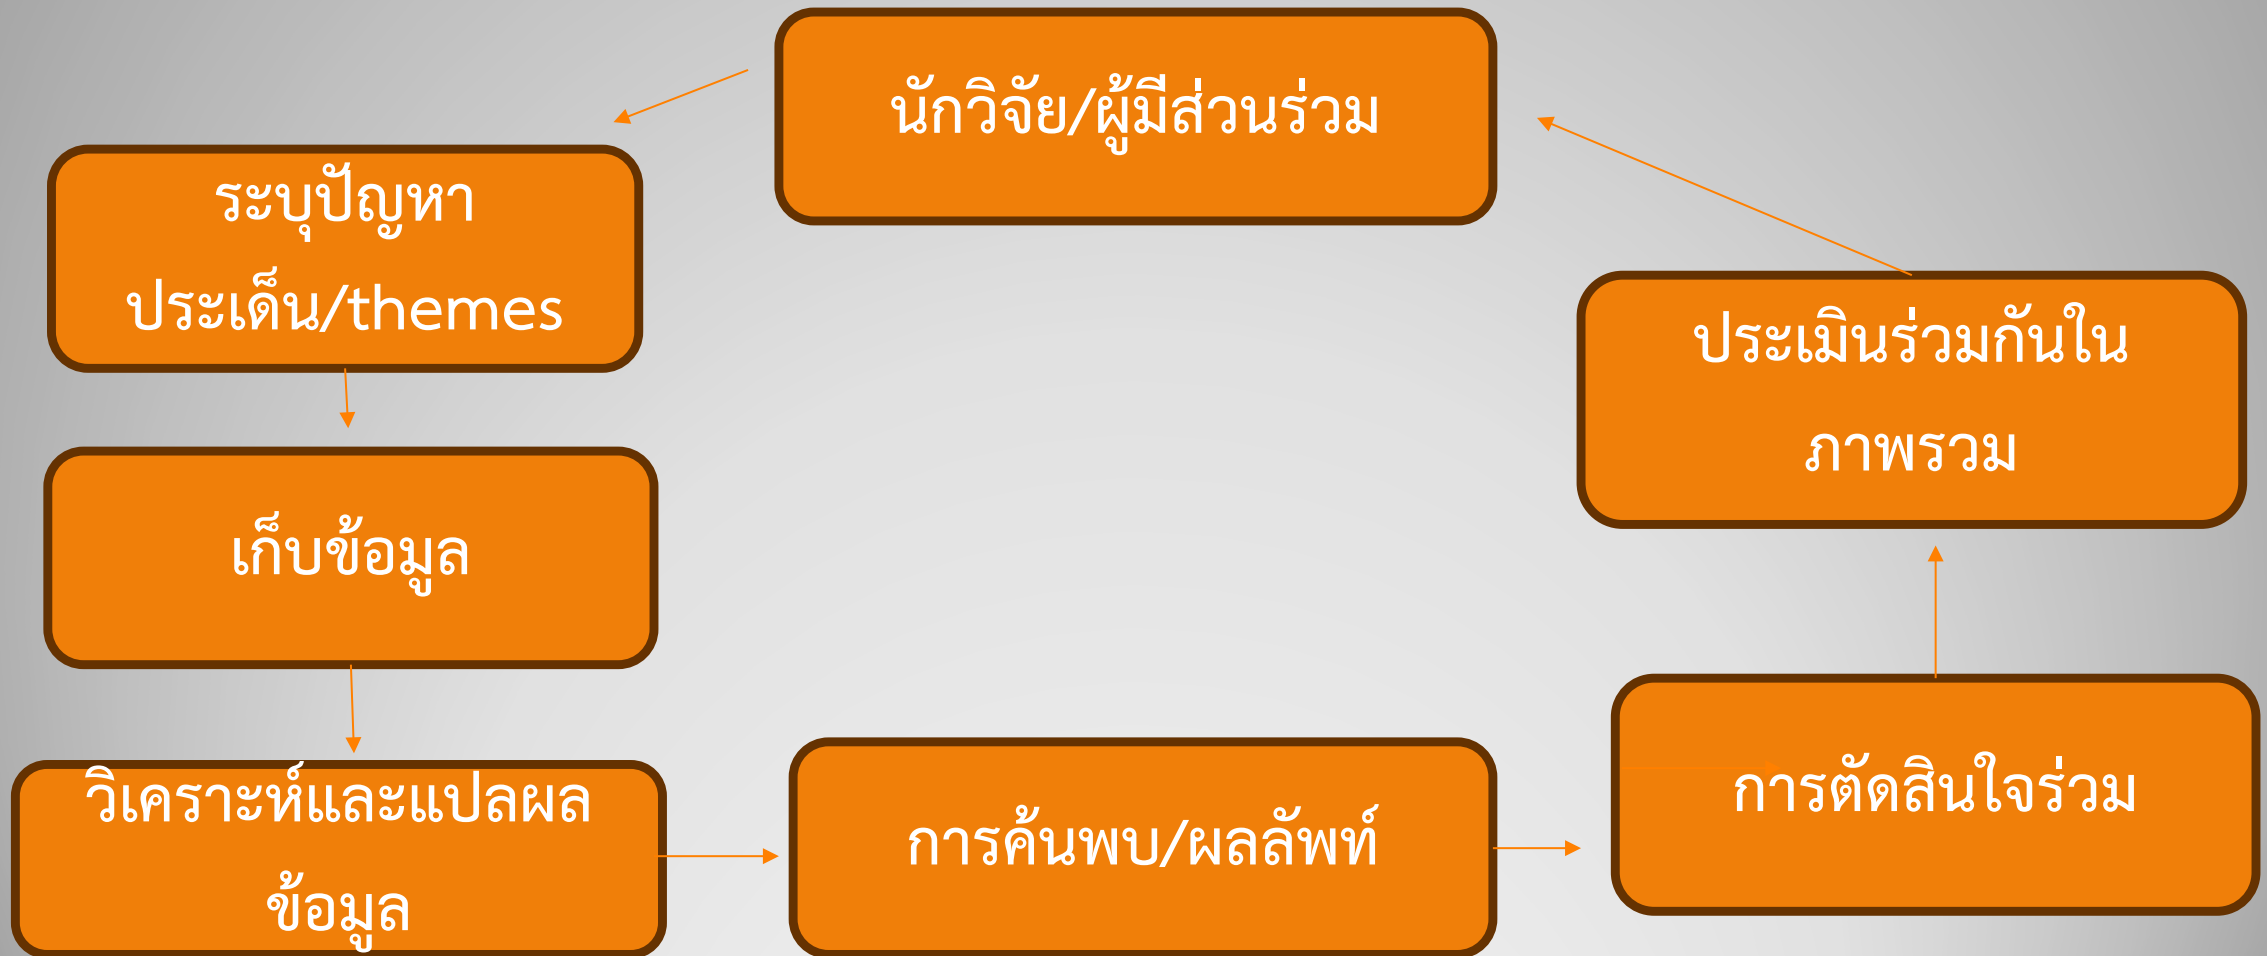 นักวิจัย/ผู้มีส่วนร่วม
ระบุปัญหา
ประเด็น/themes
เก็บข้อมูล
วิเคราะห์และแปลผล
ข้อมูล
การค้นพบ/ผลลัพท์
การตัดสินใจร่วม
ประเมินร่วมกันใน
ภาพรวม